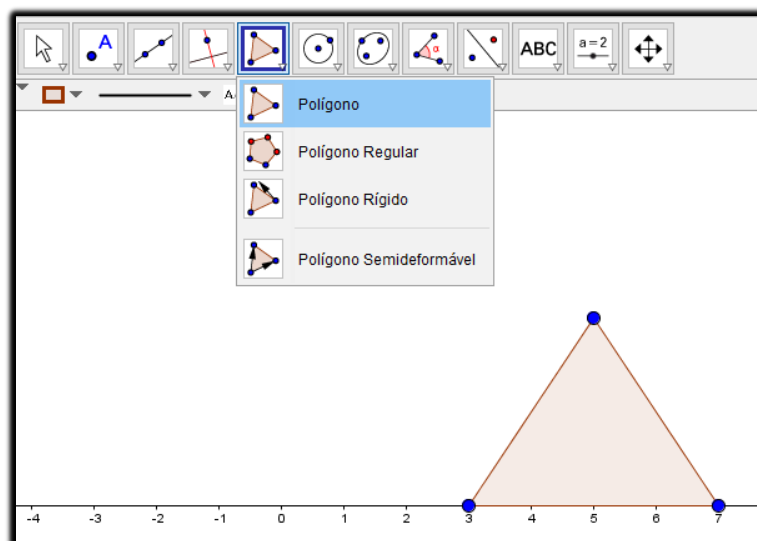 A α ABC a=2
A
Polígono
Polígono Regular
Polígono Rígido
Polígono Semideformável
-4 -3 -2 -1 0 1 2 3 4 5 6 7